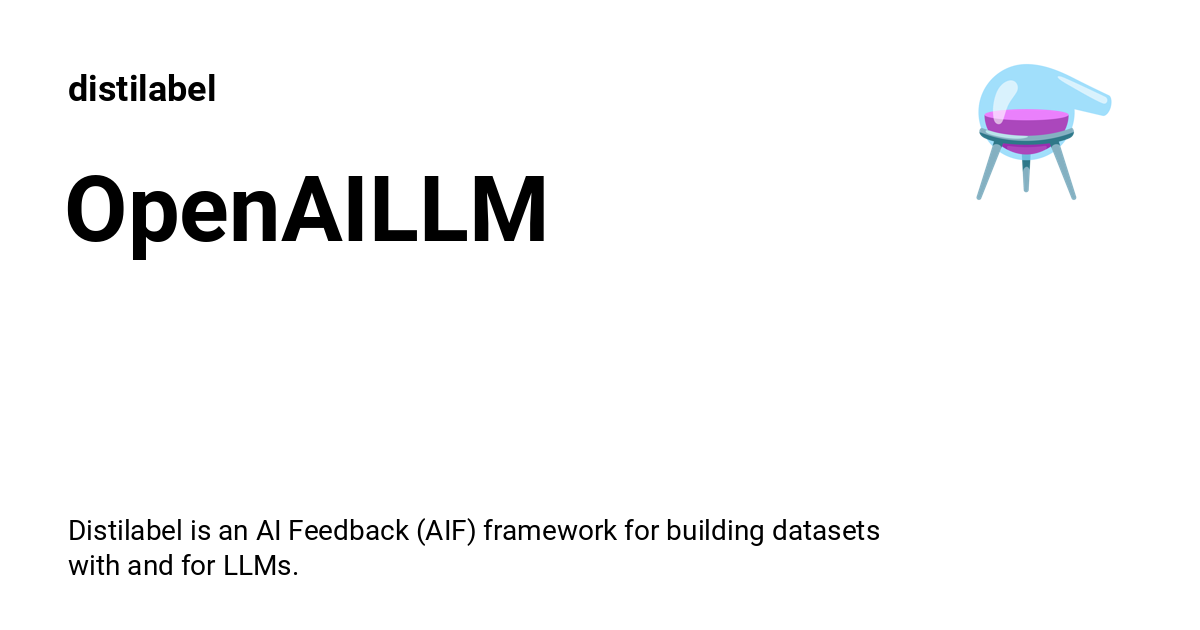 distilabel
OpenAILLM
Distilabel is an AI Feedback (AIF) framework for building datasets
with and for LLMs.